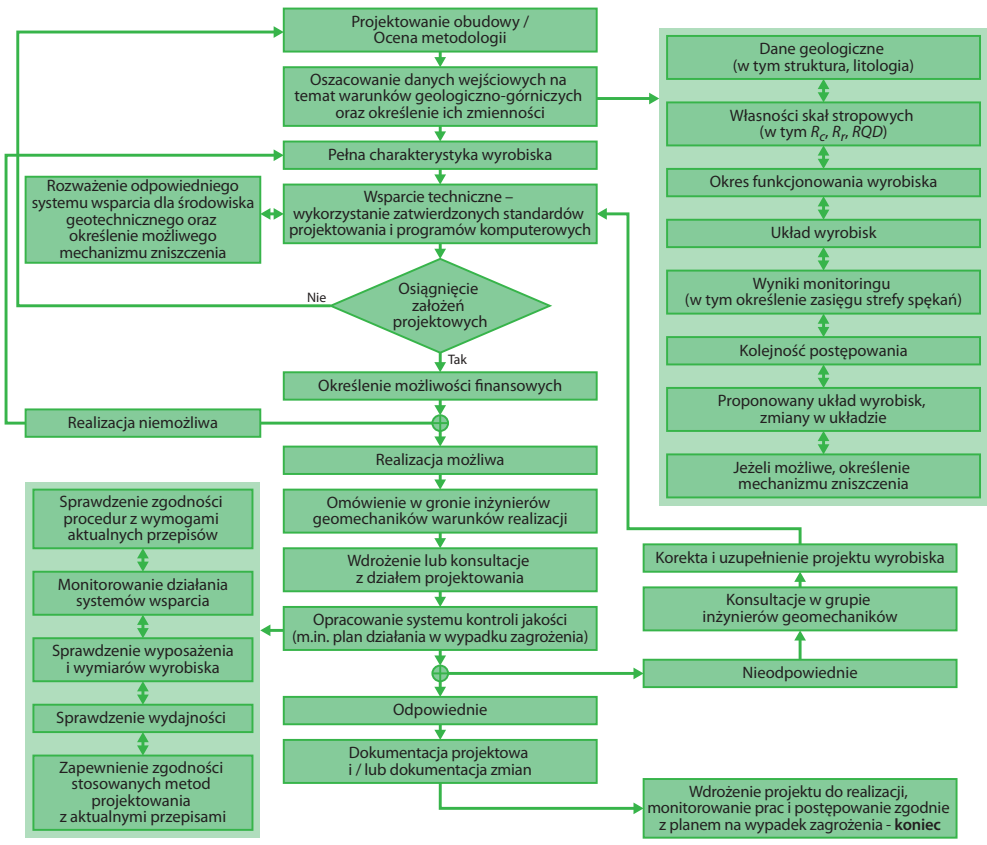 Projektowanie obudowy /
Ocena metodologii
Oszacowanie danych wejściowych na
temat warunków geologiczno-górniczych
oraz określenie ich zmienności
Pełna charakterystyka wyrobiska
Rozważenie odpowiedniego
systemu wsparcia dla środowiska
geotechnicznego oraz
określenie możliwego
mechanizmu zniszczenia
Wsparcie techniczne –
wykorzystanie zatwierdzonych standardów
projektowania i programów komputerowych
Nie
Osiągnięcie
założeń
projektowych
Tak
Określenie możliwości finansowych
Realizacja niemożliwa
Realizacja możliwa
Omówienie w gronie inżynierów
geomechaników warunków realizacji
Wdrożenie lub konsultacje
z działem projektowania
Opracowanie systemu kontroli jakości
(m.in. plan działania w wypadku zagrożenia)
Odpowiednie
Dokumentacja projektowa
i / lub dokumentacja zmian
Sprawdzenie zgodności
procedur z wymogami
aktualnych przepisów
Monitorowanie działania
systemów wsparcia
Sprawdzenie wyposażenia
i wymiarów wyrobiska
Sprawdzenie wydajności
Zapewnienie zgodności
stosowanych metod
projektowania
z aktualnymi przepisami
Dane geologiczne
(w tym struktura, litologia)
Własności skał stropowych
(w tym Rc, Rr, RQD)
Okres funkcjonowania wyrobiska
Układ wyrobisk
Wyniki monitoringu
(w tym określenie zasięgu strefy spękań)
Kolejność postępowania
Proponowany układ wyrobisk,
zmiany w układzie
Jeżeli możliwe, określenie
mechanizmu zniszczenia
Korekta i uzupełnienie projektu wyrobiska
Konsultacje w grupie
inżynierów geomechaników
Nieodpowiednie
Wdrożenie projektu do realizacji,
monitorowanie prac i postępowanie zgodnie
z planem na wypadek zagrożenia - koniec